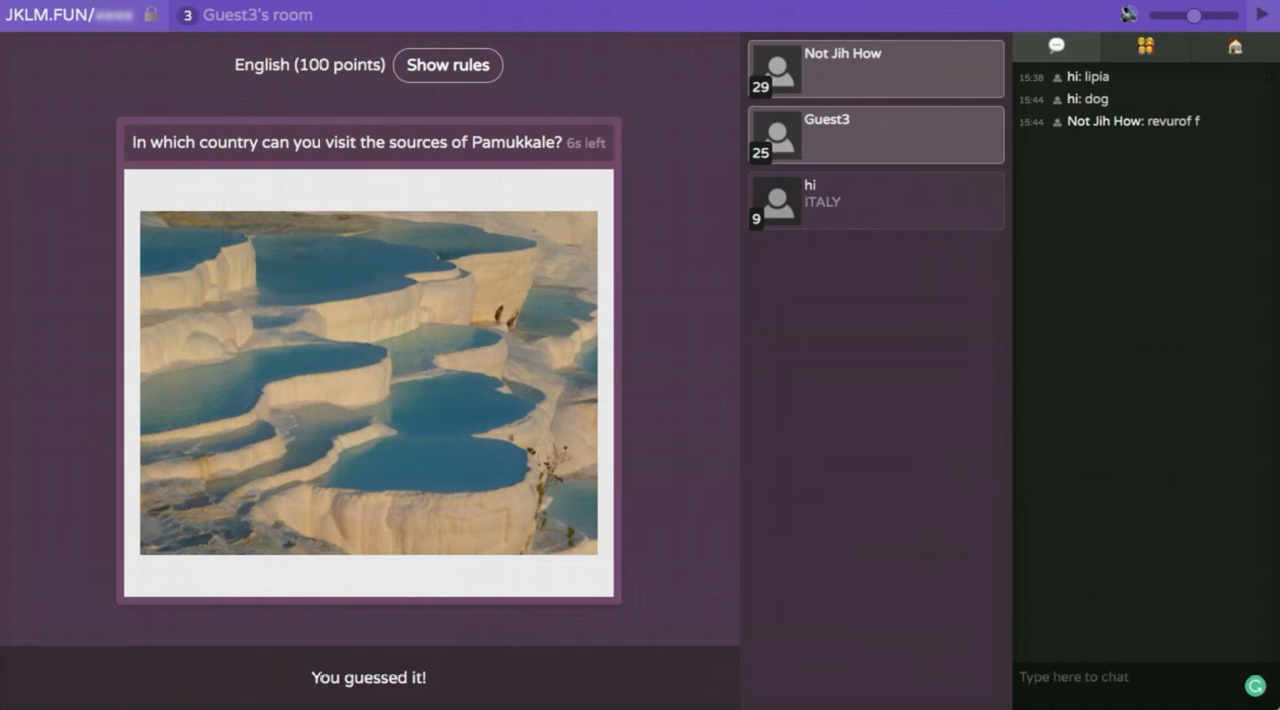 JKLM.FUN/
3 Guest3's room
English (100 points) Show rules
In which country can you visit the sources of Pamukkale? 6s left
You guessed it!
Not Jih How
29
Guest3
25
hi
ITALY
9
15:38 hi: lipia
15:44 hi: dog
15:44 Not Jih How: revurof f
Type here to chat